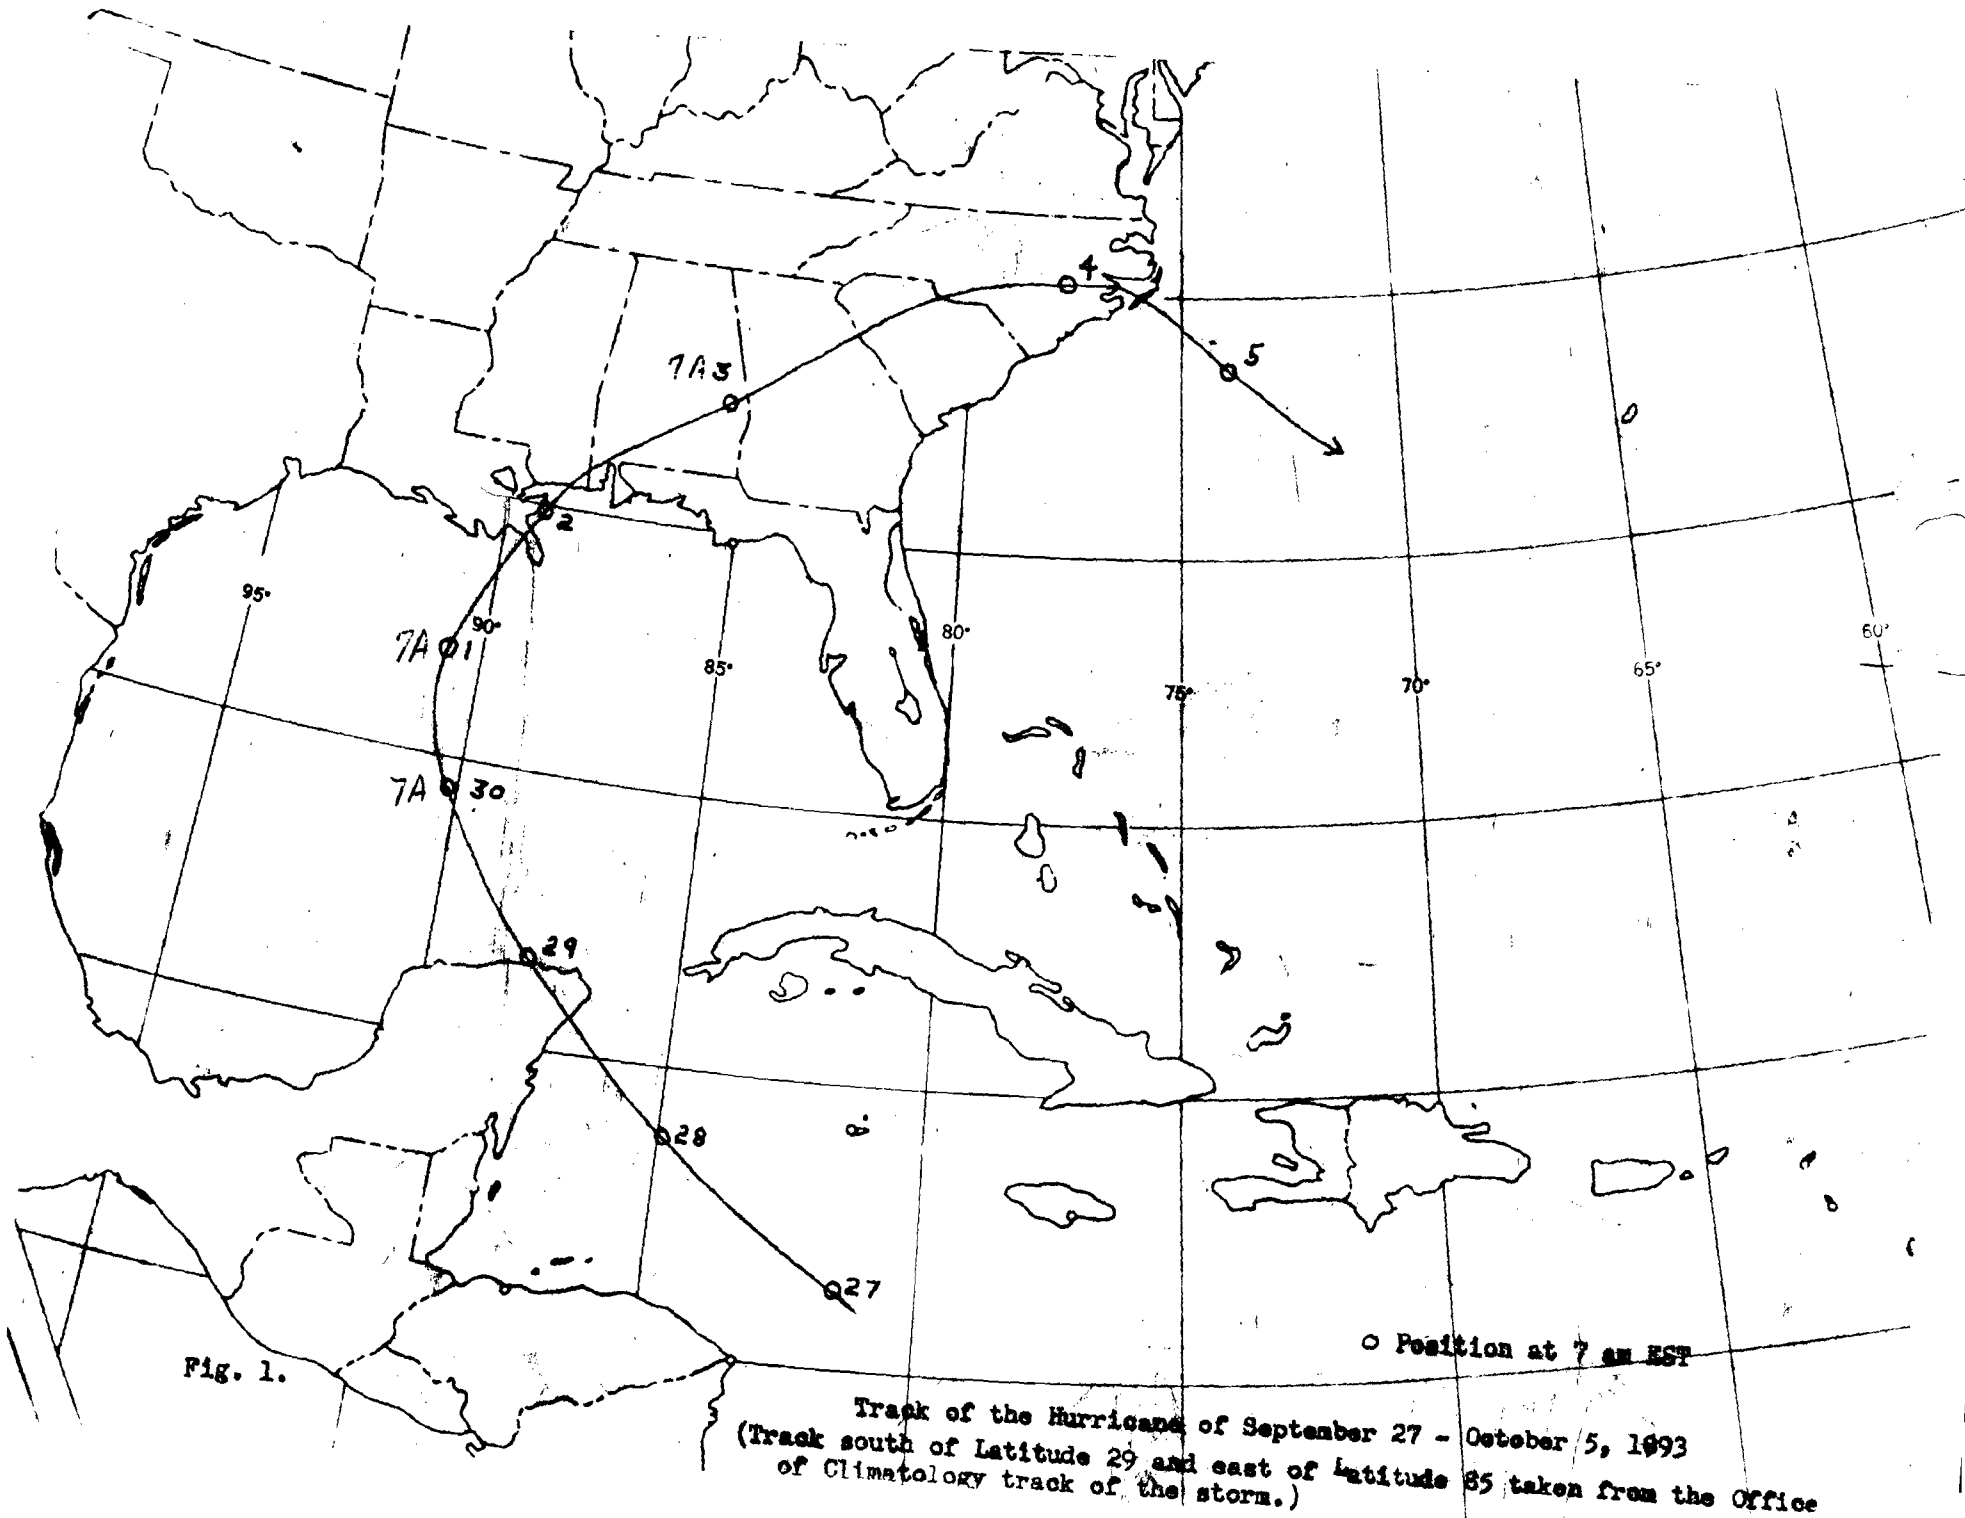 4
5
7A 3
2
95°
90°
7A 1
80°
60°
85°
65°
75°
70°
7A 30
29
28
27
o Position at 7 am EST
Fig. 1.
Track of the Hurricane of September 27 - October 5, 1893
(Track south of Latitude 29 and east of Latitude 85 taken from the Office
of Climatology track of the storm.)